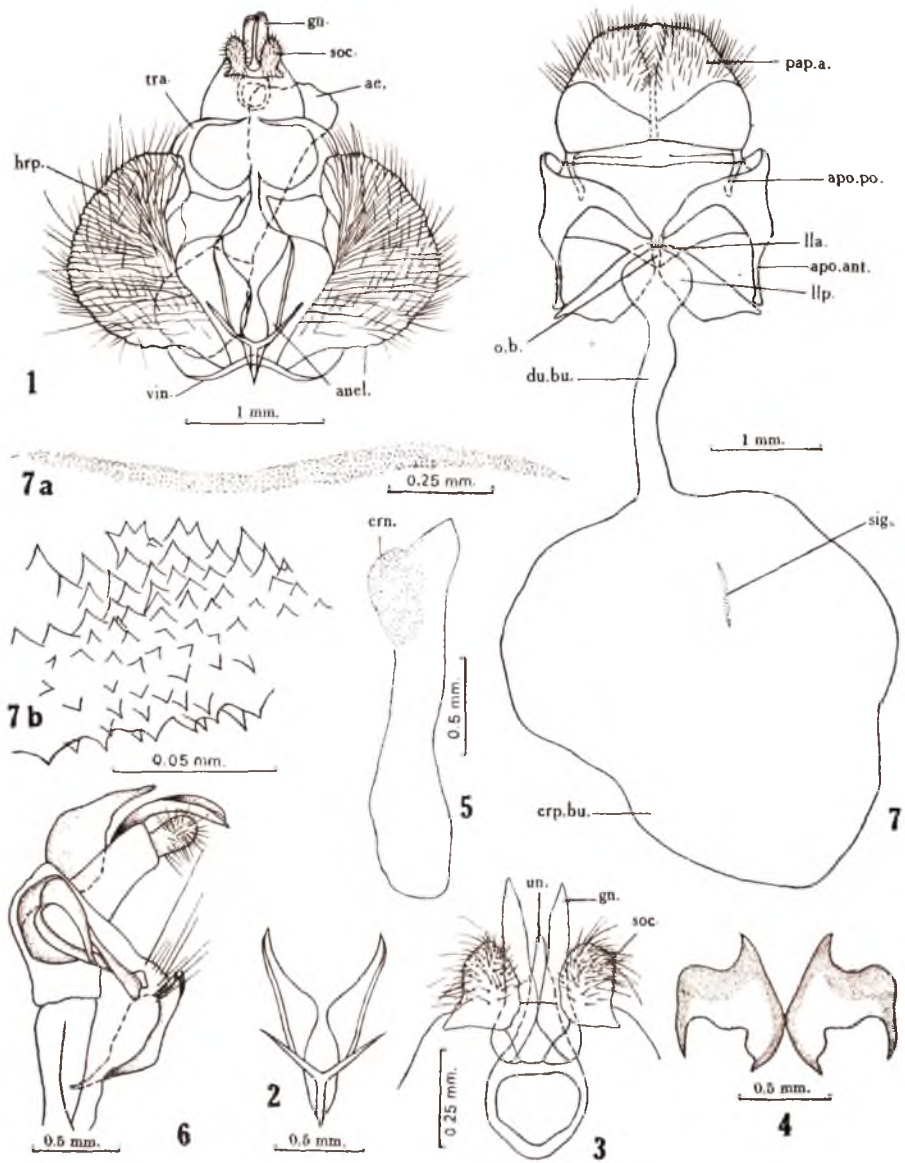 gn.
soc.
tra.
ae.
hrp.
vin.
anel.
1
1 mm.
pap.a.
apo.po.
lla.
apo.ant.
llp.
o.b.
du.bu.
1 mm.
sig.
crp.bu.
7
7a
0.25 mm.
7b
0.05 mm.
crn.
0.5 mm.
5
6
0.5 mm.
2
0.5 mm.
un.
gn.
soc.
0.25 mm.
3
4
0.5 mm.